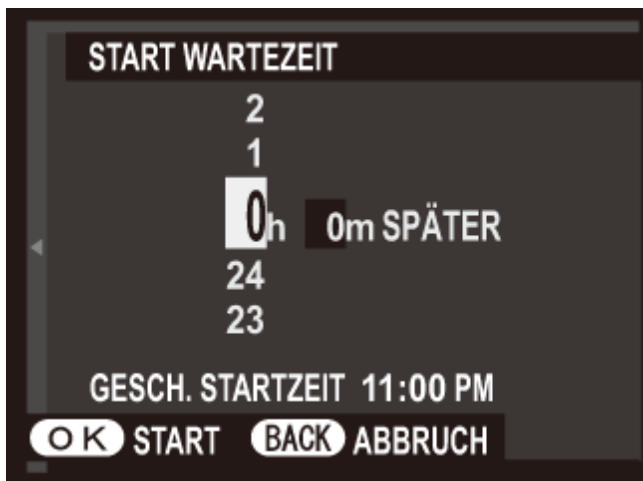 START WARTEZEIT
2
1
0h 0m SPÄTER
24
23
GESCH. STARTZEIT 11:00 PM
OK START BACK ABBRUCH